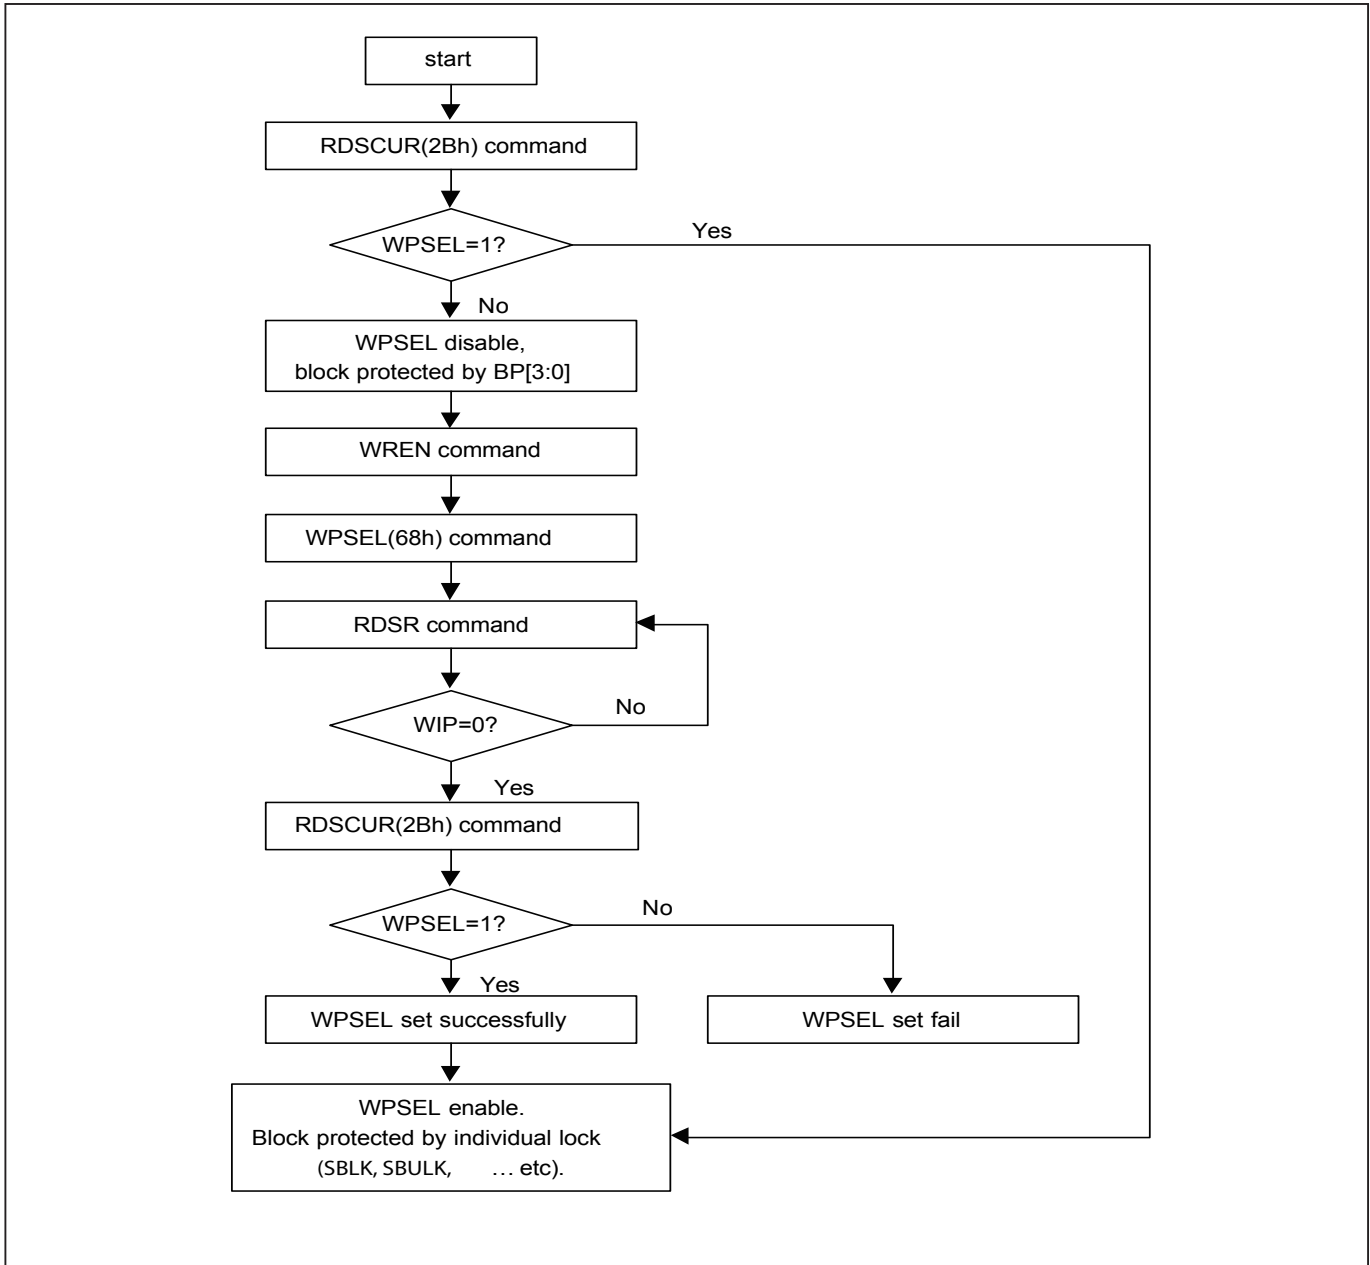 start
RDSCUR(2Bh) command
WPSEL=1?
Yes
No
WPSEL disable,
block protected by BP[3:0]
WREN command
WPSEL(68h) command
RDSR command
WIP=0?
No
Yes
RDSCUR(2Bh) command
WPSEL=1?
No
Yes
WPSEL set successfully
WPSEL set fail
WPSEL enable.
Block protected by individual lock
(SBLK, SBULK, … etc).